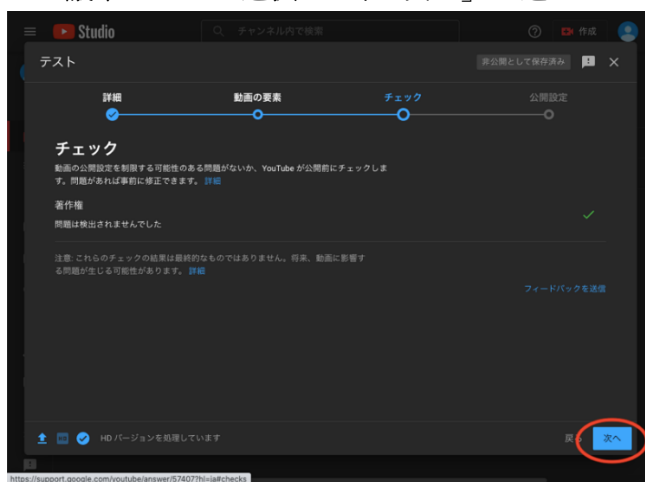 Studio
チャンネル内で検索
作成
テスト
非公開として保存済み
詳細
動画の要素
チェック
公開設定
チェック
動画の公開設定を制限する可能性のある問題がないか、YouTube が公開前にチェックしま
す。問題があれば事前に修正できます。 詳細
著作権
問題は検出されませんでした
注意: これらのチェックの結果は最終的なものではありません。将来、動画に影響す
る問題が生じる可能性があります。 詳細
フィードバックを送信
HD バージョンを処理しています
次へ
https://support.google.com/youtube/answer/57407?hl=ja#checks